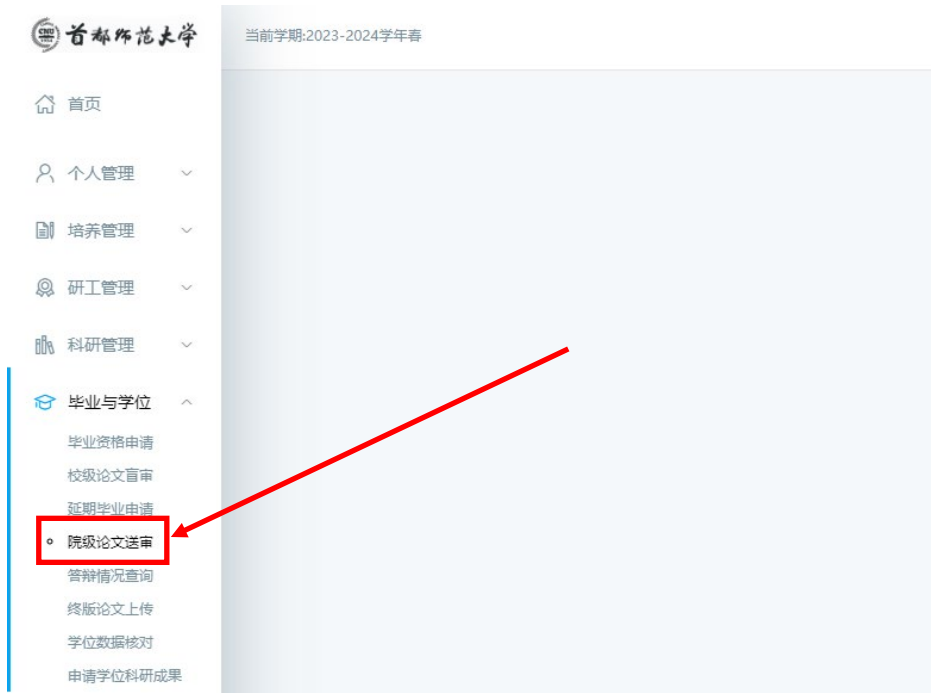 CNU 首都师范大学
当前学期:2023-2024学年春
首页
个人管理
培养管理
研工管理
科研管理
毕业与学位
毕业资格申请
校级论文盲审
延期毕业申请
院级论文送审
答辩情况查询
终版论文上传
学位数据核对
申请学位科研成果